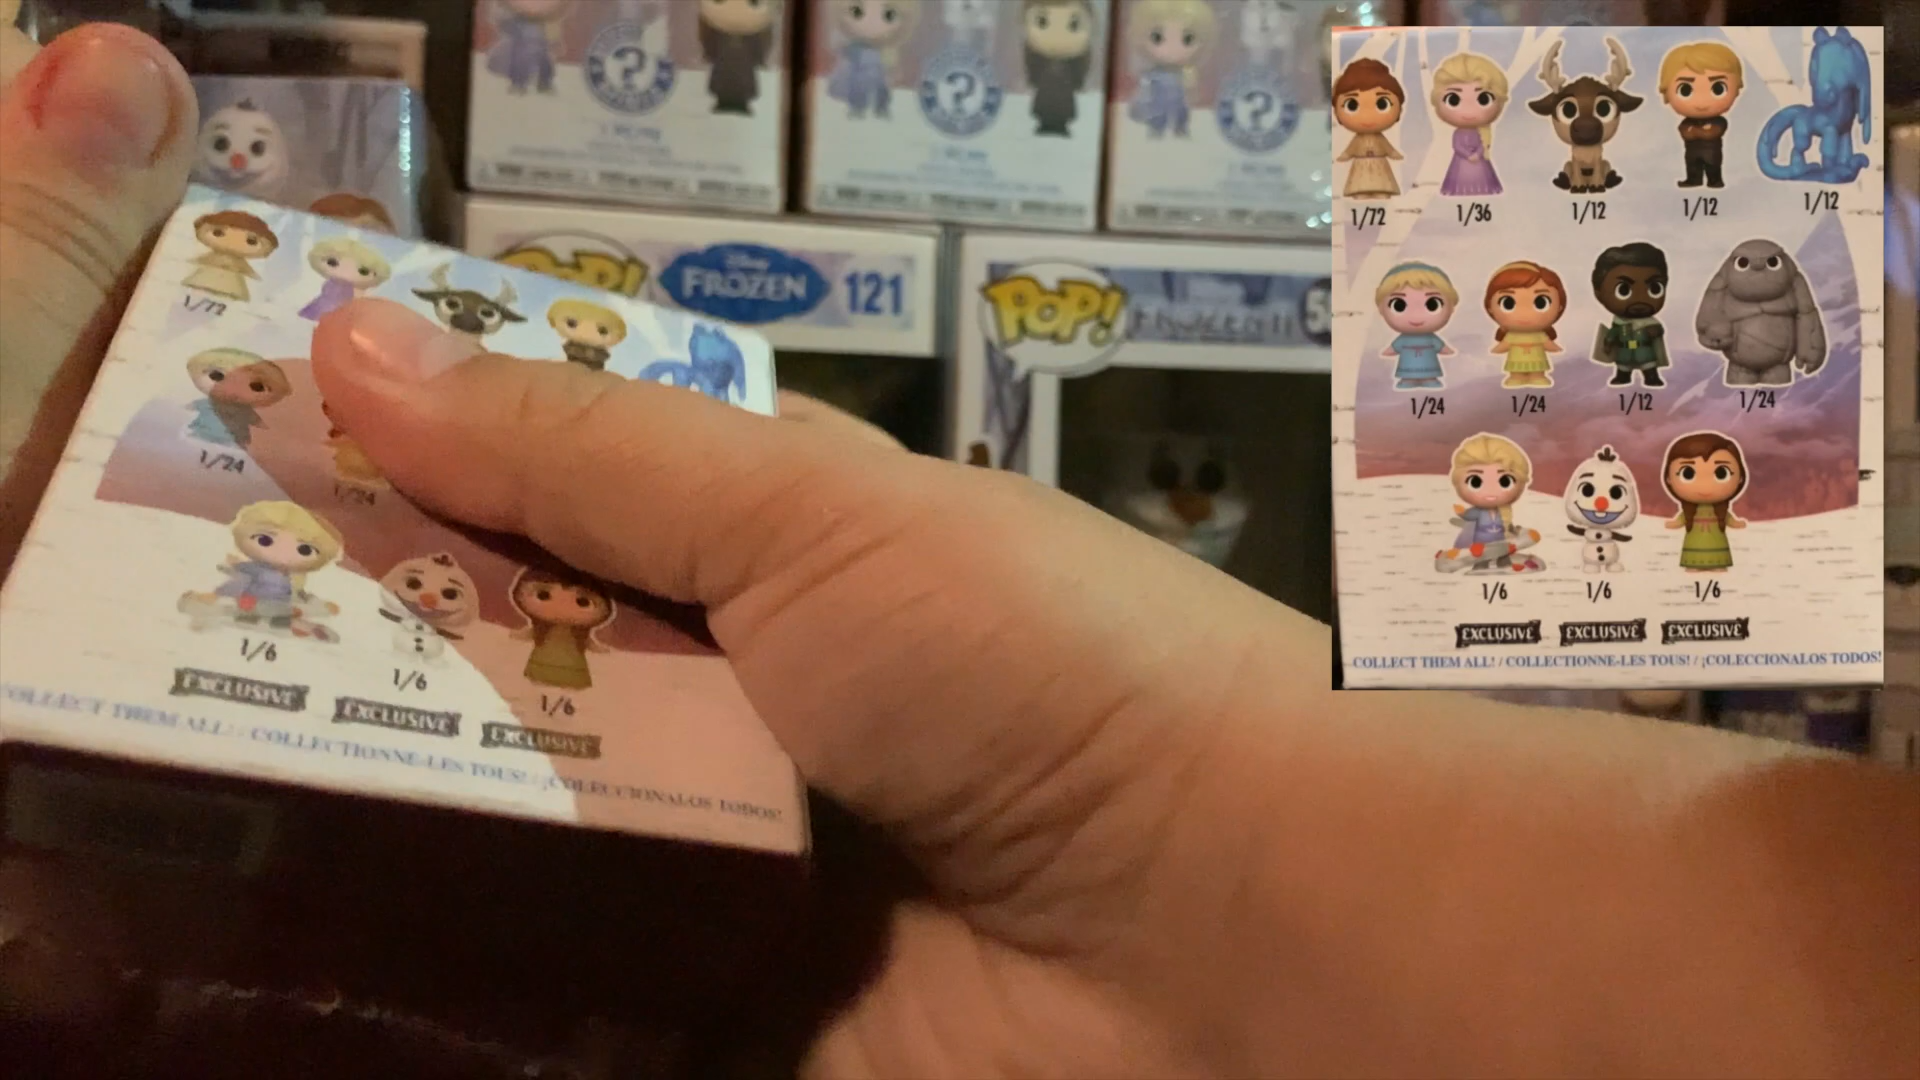 POP!
Disney
FROZEN
121
POP!
FROZEN II
1/72
1/24
1/24
1/6
1/6
1/6
EXCLUSIVE
EXCLUSIVE
EXCLUSIVE
COLLECT THEM ALL! / COLLECTIONNE-LES TOUS! / ¡COLECCIONALOS TODOS!
1/72 1/36 1/12 1/12 1/12
1/24 1/24 1/12 1/24
1/6 1/6 1/6
EXCLUSIVE EXCLUSIVE EXCLUSIVE
COLLECT THEM ALL! / COLLECTIONNE-LES TOUS! / ¡COLECCIONALOS TODOS!